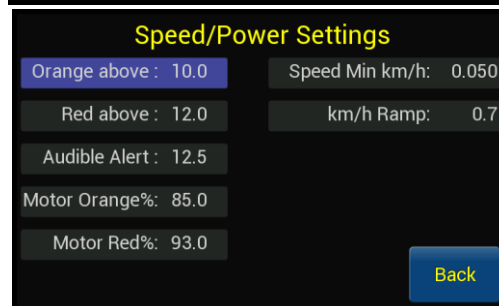 Speed/Power Settings
Orange above : 10.0
Speed Min km/h: 0.050
Red above : 12.0
km/h Ramp: 0.7
Audible Alert : 12.5
Motor Orange%: 85.0
Motor Red%: 93.0
Back